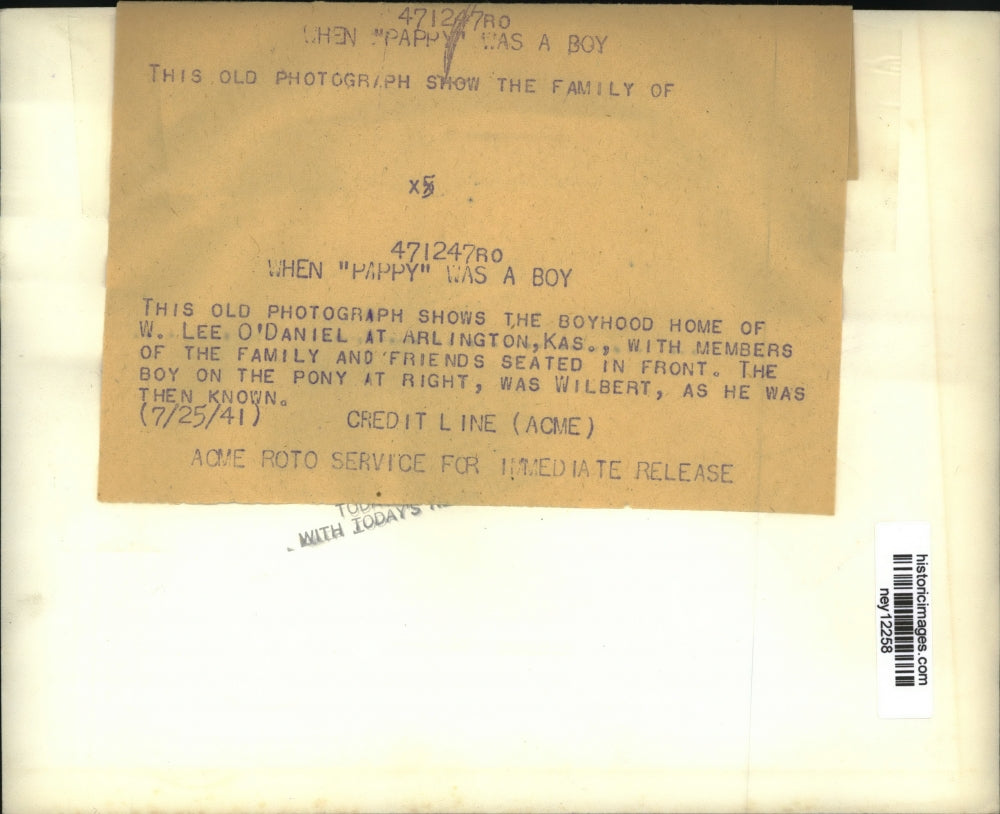 471247RO
WHEN "PAPPY" WAS A BOY
THIS OLD PHOTOGRAPH SHOW THE FAMILY OF
X5
471247RO
WHEN "PAPPY" WAS A BOY
THIS OLD PHOTOGRAPH SHOWS THE BOYHOOD HOME OF
W. LEE O'DANIEL AT ARLINGTON,KAS., WITH MEMBERS
OF THE FAMILY AND FRIENDS SEATED IN FRONT. THE
BOY ON THE PONY AT RIGHT, WAS WILBERT, AS HE WAS
THEN KNOWN.
(7/25/41) CREDIT LINE (ACME)
ACME ROTO SERVICE FOR IMMEDIATE RELEASE
WITH TODAY'S
historicimages.com
ney12258